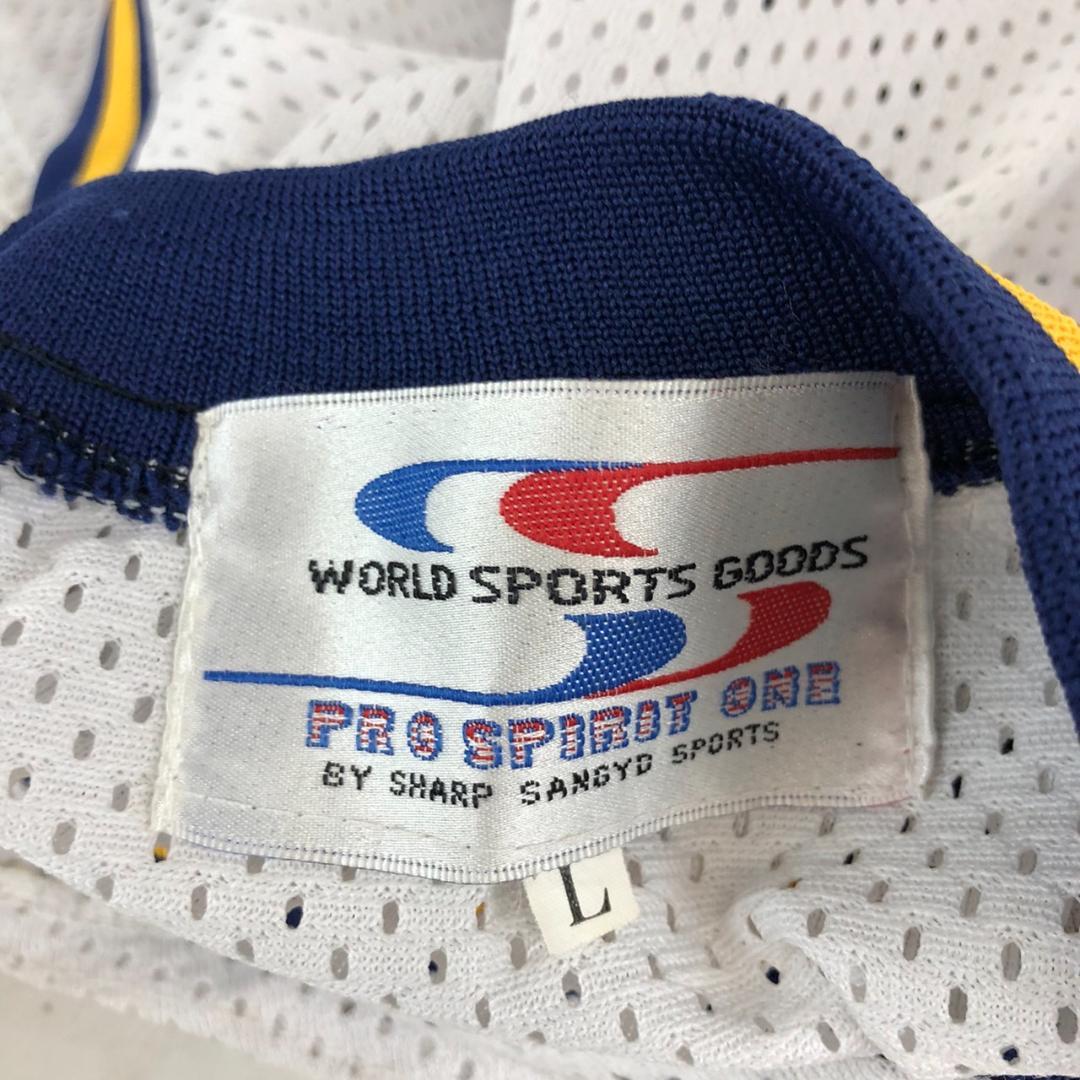 WORLD SPORTS GOODS
PRO SPIRIT ONE
BY SHARP SANGYO SPORTS
L